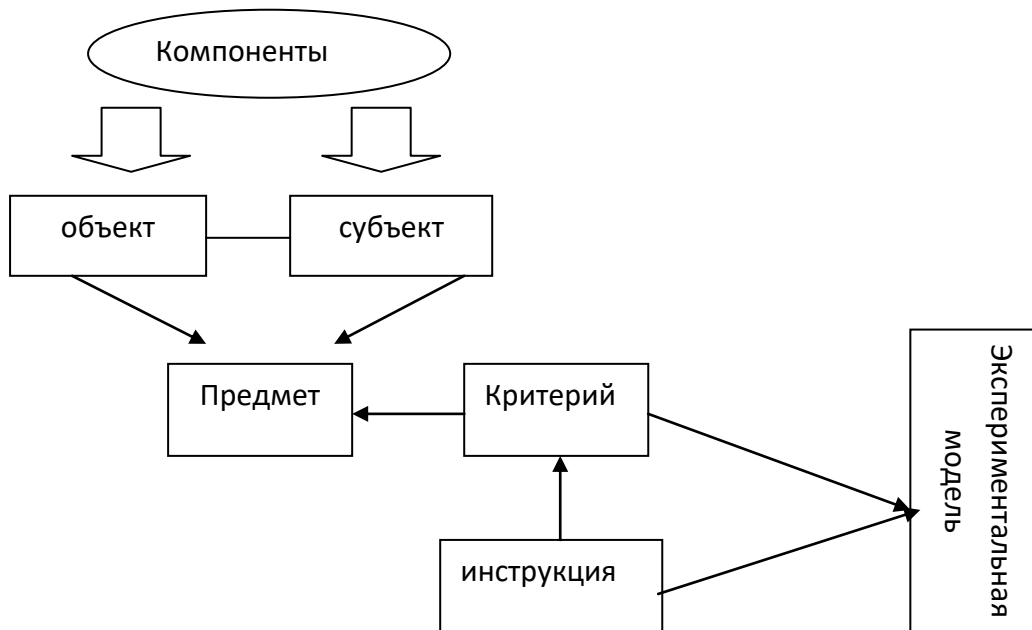 Компоненты
объект
субъект
Предмет
Критерий
инструкция
Экспериментальная
модель